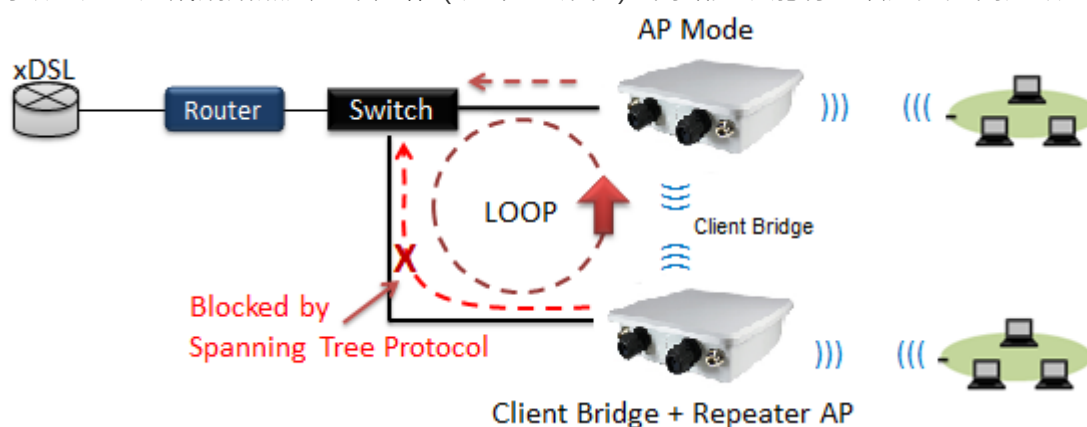 AP Mode
xDSL
Router
Switch
LOOP
Client Bridge
Blocked by
Spanning Tree Protocol
X
Client Bridge + Repeater AP